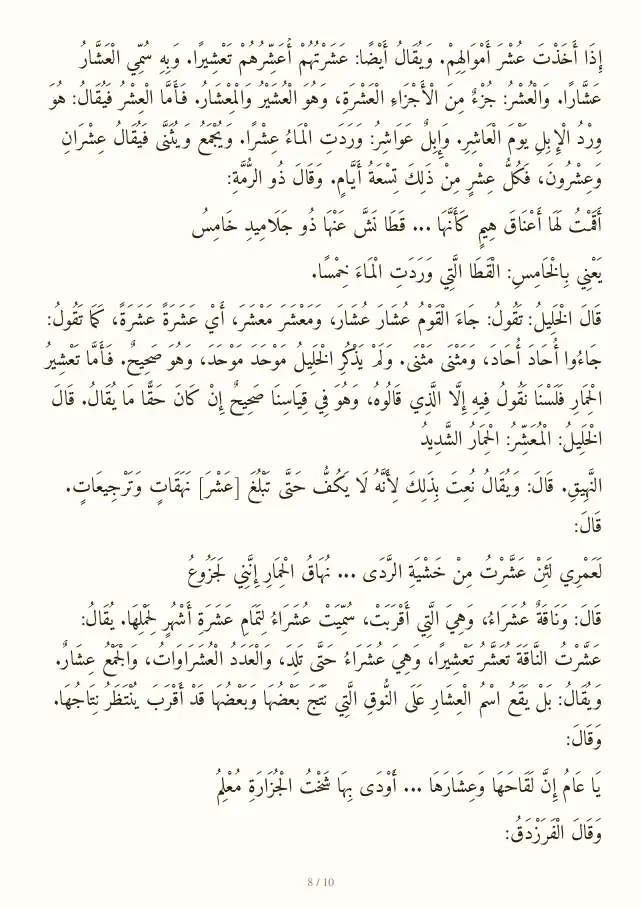 إِذَا أَخَذْتَ عُشْرَ أَمْوَالِهِمْ. وَيُقَالُ أَيْضًا: عَشَرْتُهُمْ أُعَشِّرُهُمْ تَعْشِيرًا. وَبِهِ سُمِّي الْعَشَّارُ
عَشَّارًا. وَالْعُشْرُ: جُزْءٌ مِنَ الْأَجْزَاءِ الْعَشْرَةِ، وَهُوَ الْعُشَيْرُ وَالْمِعْشَارُ. فَأَمَّا الْعِشْرُ فَيُقَالُ: هُوَ
وِرْدُ الْإِبِلِ يَوْمَ الْعَاشِرِ. وَإِبِلٌ عَوَاشِرُ: وَرَدَتِ الْمَاءُ عِشْرًا. وَيُجْمَعُ وَيُثَنَّى فَيُقَالُ عِشْرَانِ
وَعِشْرُونَ، فَكُلُّ عِشْرٍ مِنْ ذَلِكَ تِسْعَةُ أَيَّامٍ. وَقَالَ ذُو الرُّمَّةِ:
أَقَمْتُ لَهَا أَعْنَاقَ هِيمٍ كَأَنَّهَا ... قَطَا نَشَّ عَنْهَا ذُو جَلَامِيدِ خَامِسُ
يَعْنِي بِالْخَامِسِ: الْقَطَا الَّتِي وَرَدَتِ الْمَاءَ خِمْسًا.
قَالَ الْخَلِيلُ: تَقُولُ: جَاءَ الْقَوْمُ عُشَارَ عُشَارَ، وَمَعْشَرَ مَعْشَرَ، أَيْ عَشَرَةً عَشَرَةً، كَمَا تَقُولُ:
جَاءُوا أُحَادَ أُحَادَ، وَمَثْنَى مَثْنَى. وَلَمْ يَذْكُرِ الْخَلِيلُ مَوْحَدَ مَوْحَدَ، وَهُوَ صَحِيحٌ. فَأَمَّا تَعْشِيرُ
الْحِمَارِ فَلَسْنَا نَقُولُ فِيهِ إِلَّا الَّذِي قَالُوهُ، وَهُوَ فِي قِيَاسِنَا صَحِيحٌ إِنْ كَانَ حَقًّا مَا يُقَالُ. قَالَ
الْخَلِيلُ: الْمُعَشِّرُ: الْحِمَارُ الشَّدِيدُ
النَّهِيقِ. قَالَ: وَيُقَالُ نُعِتَ بِذَلِكَ لِأَنَّهُ لَا يَكُفُّ حَتَّى تَبْلُغَ [عَشْرَ] نَهَقَاتٍ وَتَرْجِيعَاتٍ.
قَالَ:
لَعَمْرِي لَئِنْ عَشَّرْتُ مِنْ خَشْيَةِ الرَّدَى ... نُهَاقُ الْحِمَارِ إِنَّنِي لَجَزُوعُ
قَالَ: وَنَاقَةٌ عُشَرَاءُ، وَهِيَ الَّتِي أَقْرَبَتْ، سُمِّيَتْ عُشَرَاءُ لِتَمَامِ عَشَرَةِ أَشْهُرٍ لِحَمْلِهَا. يُقَالُ:
عَشَّرْتُ النَّاقَةَ تُعَشَّرُ تَعْشِيرًا، وَهِيَ عُشَرَاءُ حَتَّى تَلِدَ، وَالْعَدَدُ الْعُشَرَاوَاتُ، وَالْجَمْعُ عِشَارٌ.
وَيُقَالُ: بَلْ يَقَعُ اسْمُ الْعِشَارِ عَلَى النُّوقِ الَّتِي نَتَجَ بَعْضُهَا وَبَعْضُهَا قَدْ أَقْرَبَ يُنْتَظَرُ نِتَاجُهَا.
وَقَالَ:
يَا عَامُ إِنَّ لَقَاحَهَا وَعِشَارَهَا ... أَوْدَى بِهَا شَخْتُ الْجُزَارَةِ مُعْلِمُ
وَقَالَ الْفَرَزْدَقُ:
8 / 10